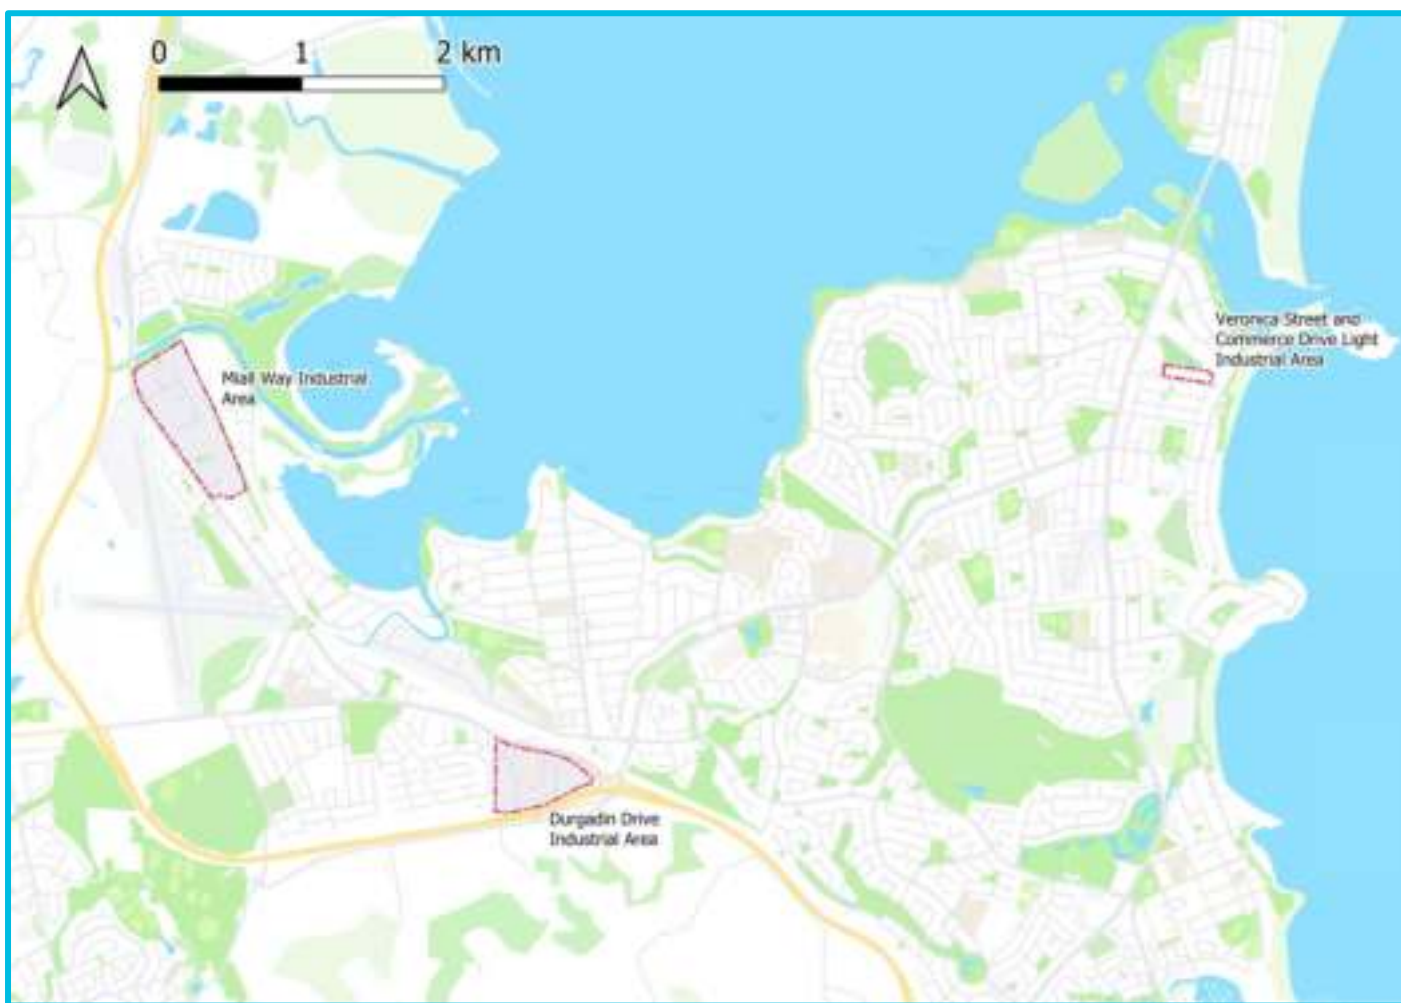 0 1 2 km
Veronica Street and
Commerce Drive Light
Industrial Area
Miall Way Industrial
Area
Durgadin Drive
Industrial Area